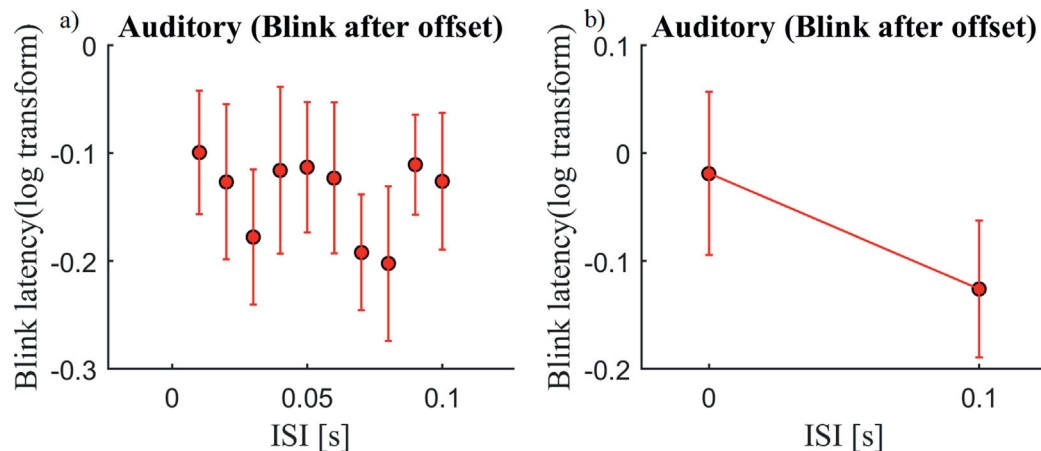 a)
Auditory (Blink after offset)
Blink latency(log transform)
0
-0.1
-0.2
-0.3
0
0.05
0.1
ISI [s]
b)
Auditory (Blink after offset)
Blink latency(log transform)
0.1
0
-0.1
-0.2
0
0.1
ISI [s]